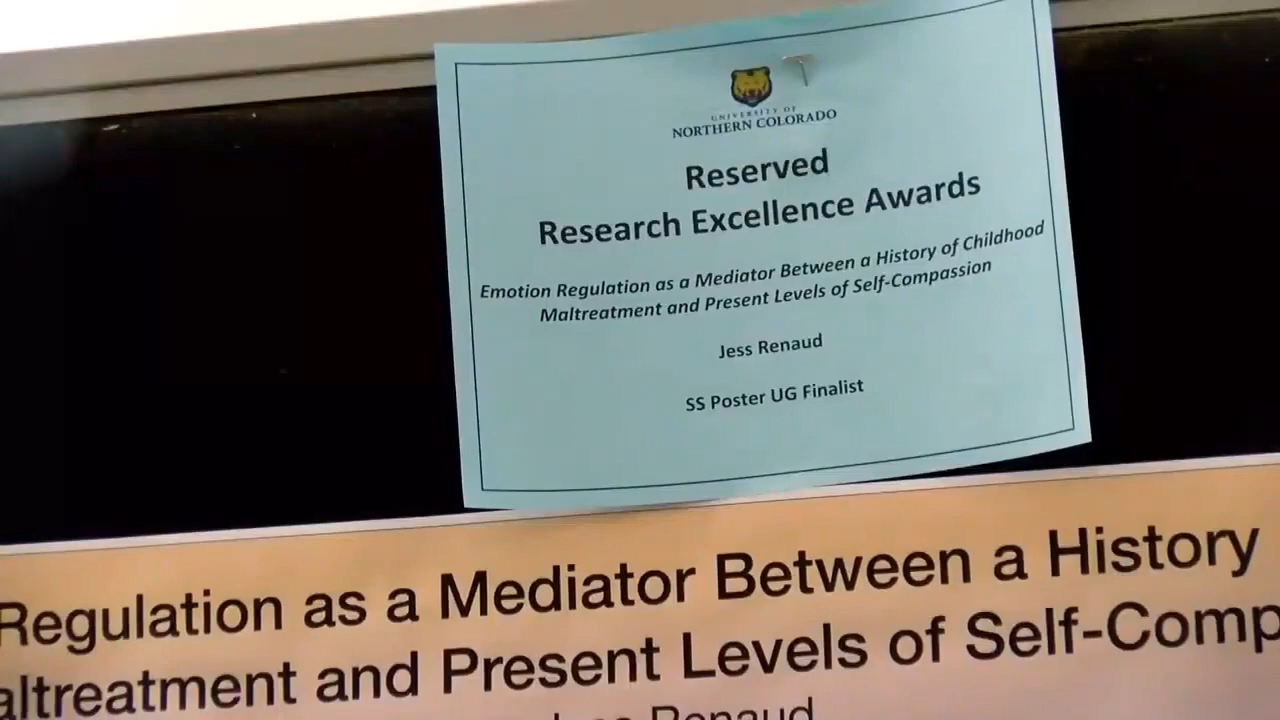 UNIVERSITY OF
NORTHERN COLORADO
Reserved
Research Excellence Awards
Emotion Regulation as a Mediator Between a History of Childhood
Maltreatment and Present Levels of Self-Compassion
Jess Renaud
SS Poster UG Finalist
Regulation as a Mediator Between a History
altreatment and Present Levels of Self-Comp
Renaud